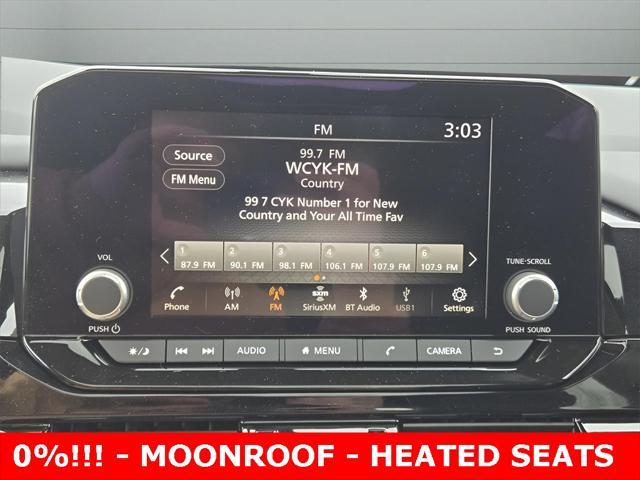 FM
3:03
Source
99.7 FM
WCYK-FM
FM Menu
Country
99 7 CYK Number 1 for New
Country and Your All Time Fav
1 2 3 4 5 6
87.9 FM 90.1 FM 98.1 FM 106.1 FM 107.9 FM 107.9 FM
VOL
TUNE·SCROLL
sxm
Phone AM FM SiriusXM BT Audio USB1 Settings
PUSH
PUSH SOUND
AUDIO MENU CAMERA
0%!!! - MOONROOF - HEATED SEATS